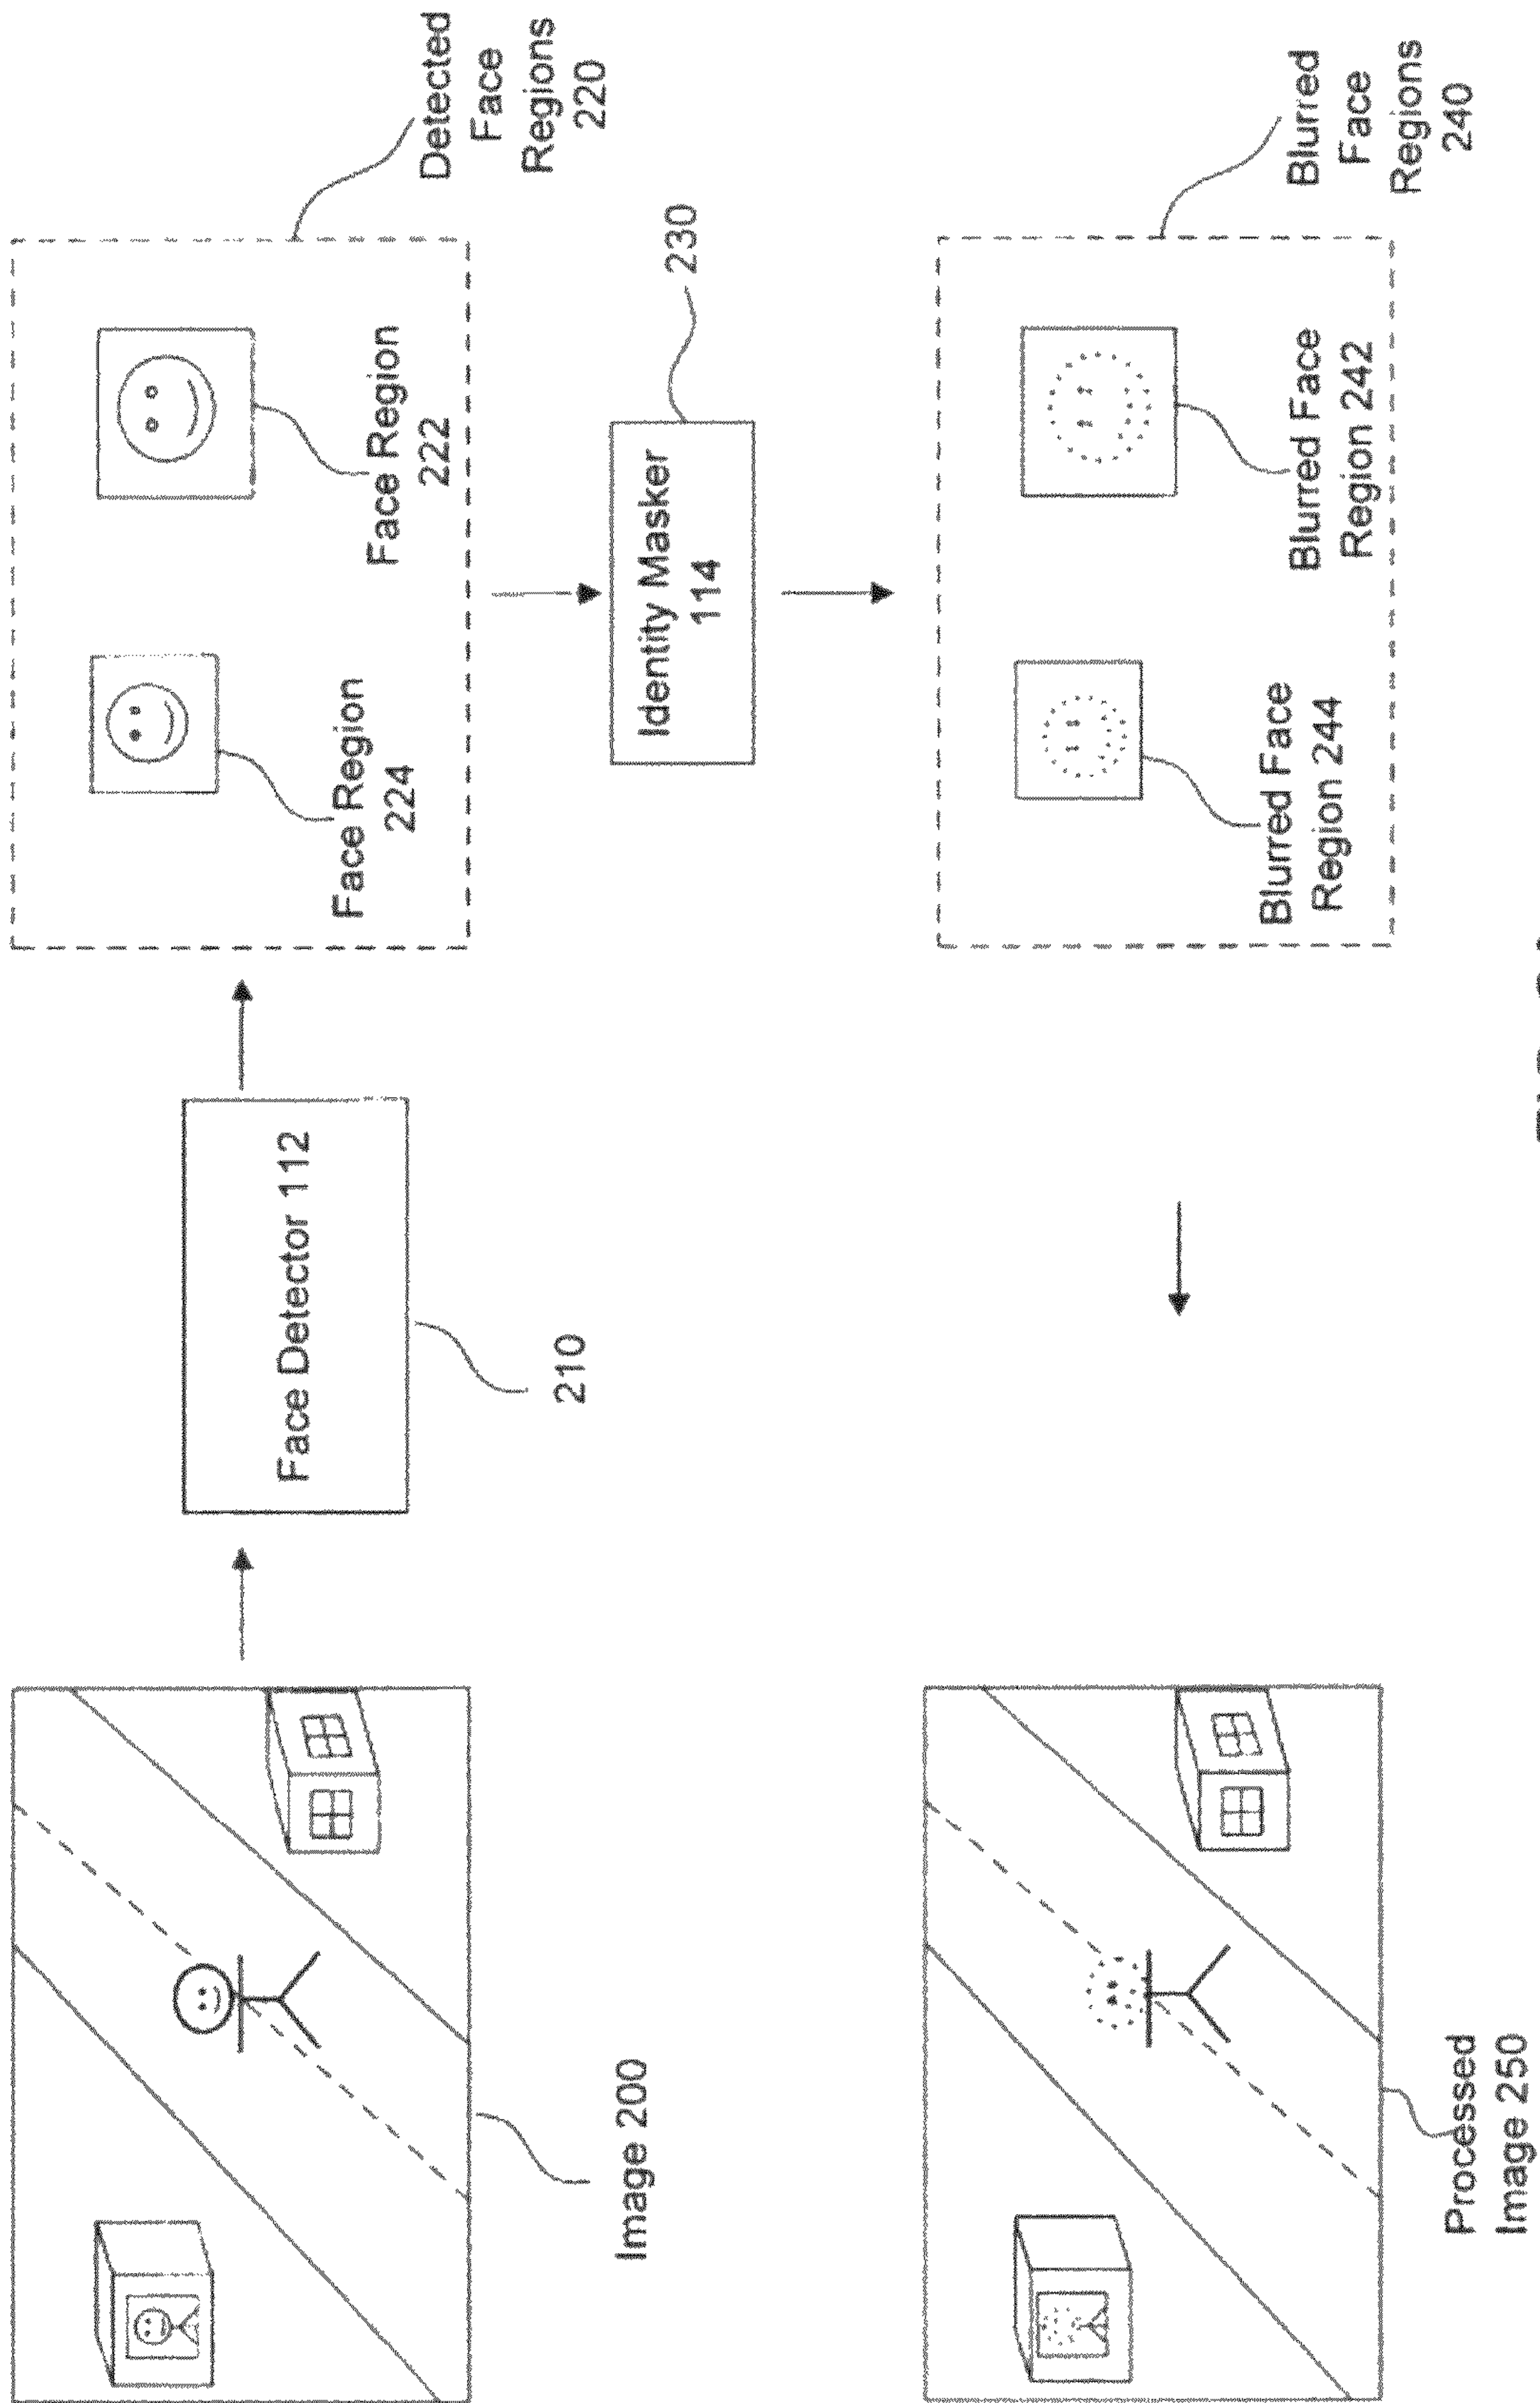 Detected
Face
Regions
220
Face Region
224
Face Region
222
Face Detector 112
210
Identity Masker
114
230
Image 200
Blurred
Face
Regions
240
Blurred Face
Region 244
Blurred Face
Region 242
Processed
Image 250